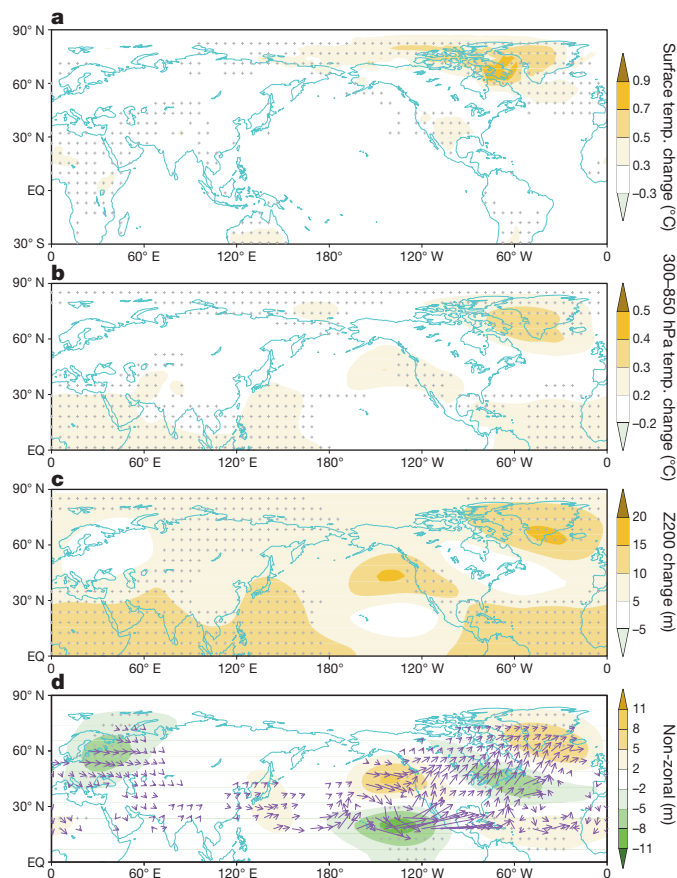 a
90° N
60° N
30° N
EQ
30° S
60° E
120° E
180°
120° W
60° W
0
0.9
0.7
0.5
0.3
–0.3
Surface temp. change (°C)
b
90° N
60° N
30° N
EQ
0
60° E
120° E
180°
120° W
60° W
0
0.5
0.4
0.3
0.2
–0.2
300–850 hPa temp. change (°C)
c
90° N
60° N
30° N
EQ
0
60° E
120° E
180°
120° W
60° W
0
20
15
10
5
–5
Z200 change (m)
d
90° N
60° N
30° N
EQ
0
60° E
120° E
180°
120° W
60° W
0
11
8
5
2
–2
–5
–8
–11
Non-zonal (m)